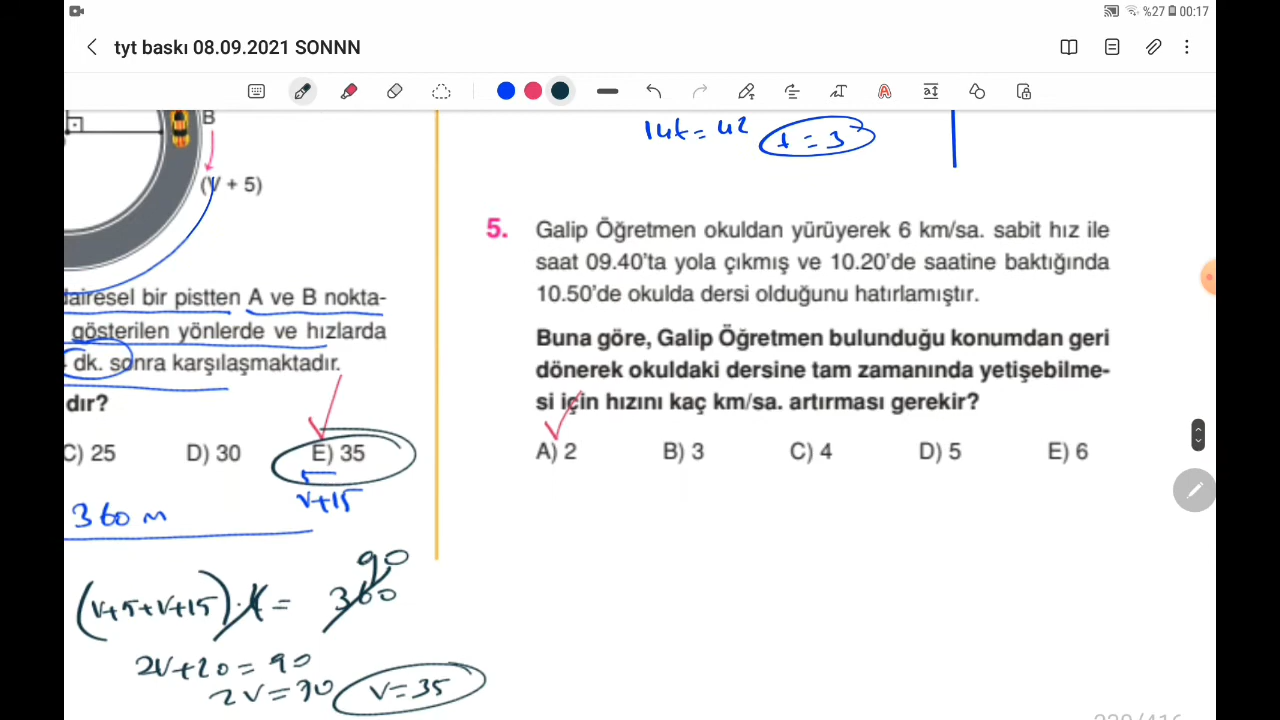 %27 00:17
tyt baskı 08.09.2021 SONNN
B
(V + 5)
dairesel bir pistten A ve B nokta-
gösterilen yönlerde ve hızlarda
dk. sonra karşılaşmaktadır.
dır?
C) 25 D) 30 E) 35
V+15
360 m
(V+5+V+15).4 = 360
90
2V+20 = 90
2V = 70 V = 35
14t = 42 t = 3
5. Galip Öğretmen okuldan yürüyerek 6 km/sa. sabit hız ile
saat 09.40'ta yola çıkmış ve 10.20'de saatine baktığında
10.50'de okulda dersi olduğunu hatırlamıştır.
Buna göre, Galip Öğretmen bulunduğu konumdan geri
dönerek okuldaki dersine tam zamanında yetişebilme-
si için hızını kaç km/sa. artırması gerekir?
A) 2 B) 3 C) 4 D) 5 E) 6